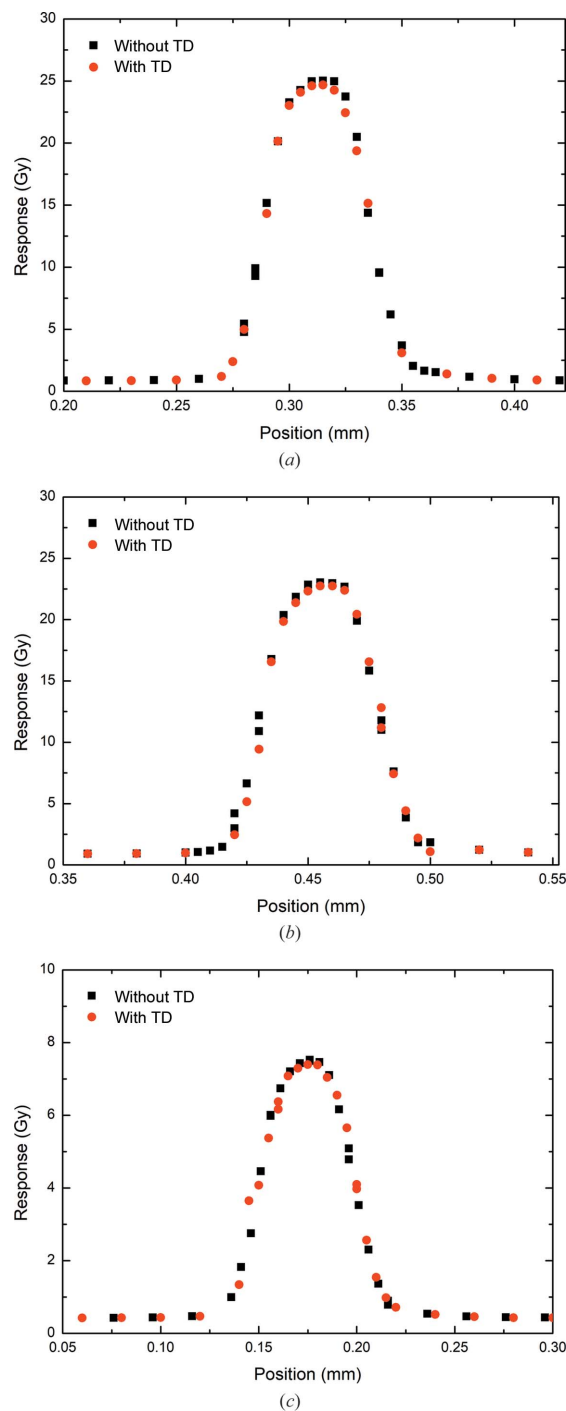 30
25
20
15
10
5
0
Response (Gy)
Without TD
With TD
0.20 0.25 0.30 0.35 0.40
Position (mm)
(a)
30
25
20
15
10
5
0
Response (Gy)
Without TD
With TD
0.35 0.40 0.45 0.50 0.55
Position (mm)
(b)
10
8
6
4
2
0
Response (Gy)
Without TD
With TD
0.05 0.10 0.15 0.20 0.25 0.30
Position (mm)
(c)